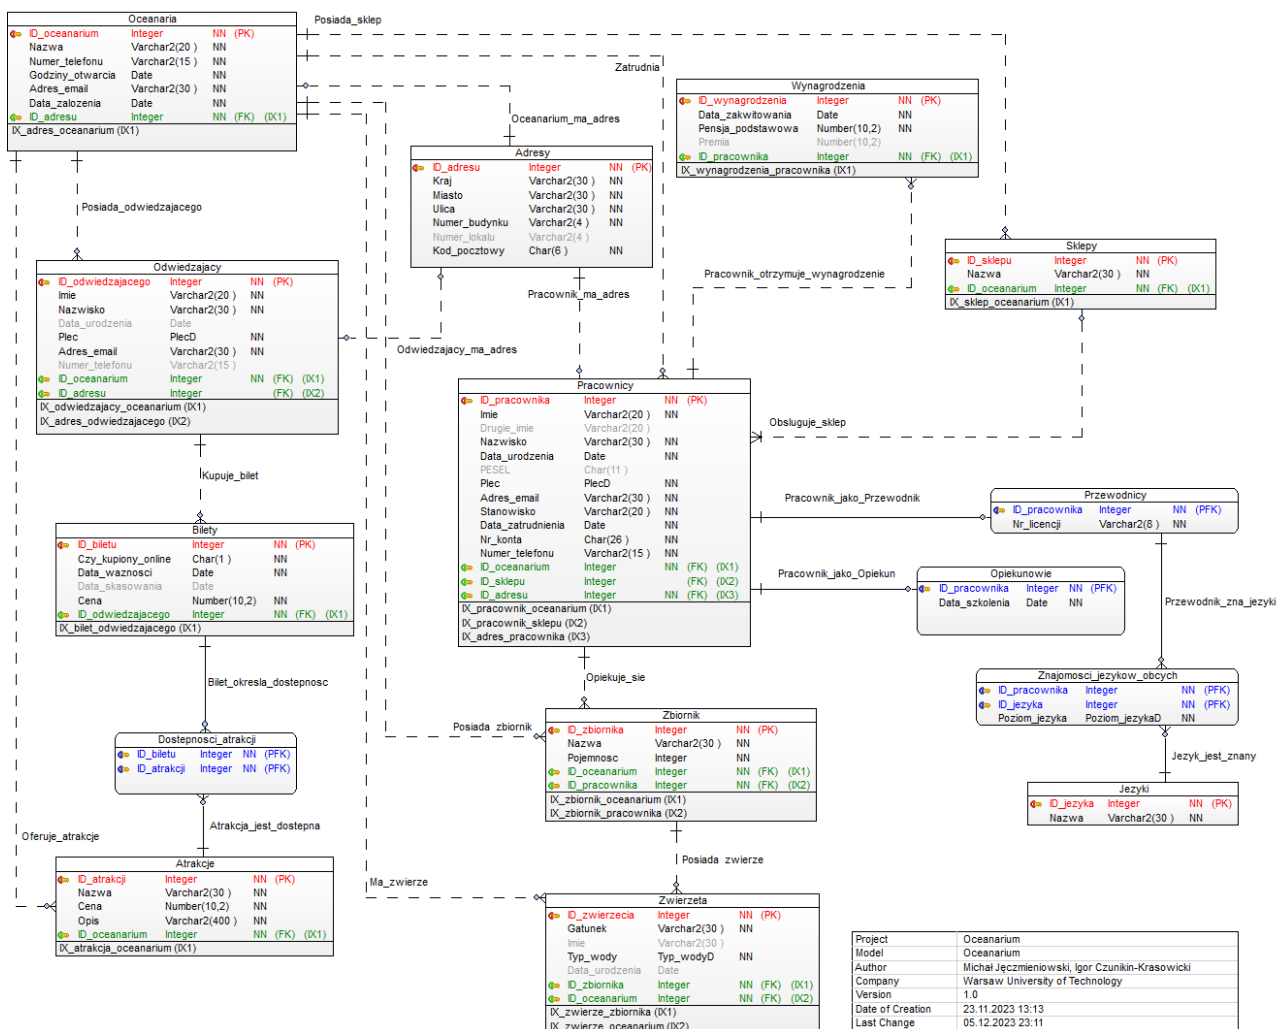 Oceanaria
ID_oceanarium Integer NN (PK)
Nazwa Varchar2(20 ) NN
Numer_telefonu Varchar2(15 ) NN
Godziny_otwarcia Date NN
Adres_email Varchar2(30 ) NN
Data_zalozenia Date NN
ID_adresu Integer NN (FK) (IX1)
IX_adres_oceanarium (IX1)
Posiada_sklep
Zatrudnia
Oceanarium_ma_adres
Wynagrodzenia
ID_wynagrodzenia Integer NN (PK)
Data_zakwitowania Date NN
Pensja_podstawowa Number(10,2) NN
Premia Number(10,2)
ID_pracownika Integer NN (FK) (IX1)
IX_wynagrodzenia_pracownika (IX1)
Adresy
ID_adresu Integer NN (PK)
Kraj Varchar2(30 ) NN
Miasto Varchar2(30 ) NN
Ulica Varchar2(30 ) NN
Numer_budynku Varchar2(4 ) NN
Numer_lokalu Varchar2(4 )
Kod_pocztowy Char(6 ) NN
Posiada_odwiedzajacego
Sklepy
ID_sklepu Integer NN (PK)
Nazwa Varchar2(30 ) NN
ID_oceanarium Integer NN (FK) (IX1)
IX_sklep_oceanarium (IX1)
Odwiedzajacy
ID_odwiedzajacego Integer NN (PK)
Imie Varchar2(20 ) NN
Nazwisko Varchar2(30 ) NN
Data_urodzenia Date
Plec PlecD NN
Adres_email Varchar2(30 ) NN
Numer_telefonu Varchar2(15 )
ID_oceanarium Integer NN (FK) (IX1)
ID_adresu Integer (FK) (IX2)
IX_odwiedzajacy_oceanarium (IX1)
IX_adres_odwiedzajacego (IX2)
Pracownik_otrzymuje_wynagrodzenie
Pracownik_ma_adres
Odwiedzajacy_ma_adres
Pracownicy
ID_pracownika Integer NN (PK)
Imie Varchar2(20 ) NN
Drugie_imie Varchar2(20 )
Nazwisko Varchar2(30 ) NN
Data_urodzenia Date NN
PESEL Char(11 )
Plec PlecD NN
Adres_email Varchar2(30 ) NN
Stanowisko Varchar2(20 ) NN
Data_zatrudnienia Date NN
Nr_konta Char(26 ) NN
Numer_telefonu Varchar2(15 ) NN
ID_oceanarium Integer NN (FK) (IX1)
ID_sklepu Integer (FK) (IX2)
ID_adresu Integer NN (FK) (IX3)
IX_pracownik_oceanarium (IX1)
IX_pracownik_sklepu (IX2)
IX_adres_pracownika (IX3)
Obsluguje_sklep
Kupuje_bilet
Pracownik_jako_Przewodnik
Przewodnicy
ID_pracownika Integer NN (PFK)
Nr_licencji Varchar2(8 ) NN
Bilety
ID_biletu Integer NN (PK)
Czy_kupiony_online Char(1 ) NN
Data_waznosci Date NN
Data_skasowania Date
Cena Number(10,2) NN
ID_odwiedzajacego Integer NN (FK) (IX1)
IX_bilet_odwiedzajacego (IX1)
Pracownik_jako_Opiekun
Opiekunowie
ID_pracownika Integer NN (PFK)
Data_szkolenia Date NN
Przewodnik_zna_jezyki
Bilet_okresla_dostepnosc
Opiekuje_sie
Znajomosci_jezykow_obcych
ID_pracownika Integer NN (PFK)
ID_jezyka Integer NN (PFK)
Poziom_jezyka Poziom_jezykaD NN
Posiada_zbiornik
Zbiornik
ID_zbiornika Integer NN (PK)
Nazwa Varchar2(30 ) NN
Pojemnosc Integer NN
ID_oceanarium Integer NN (FK) (IX1)
ID_pracownika Integer NN (FK) (IX2)
IX_zbiornik_oceanarium (IX1)
IX_zbiornik_pracownika (IX2)
Dostepnosci_atrakcji
ID_biletu Integer NN (PFK)
ID_atrakcji Integer NN (PFK)
Jezyk_jest_znany
Jezyki
ID_jezyka Integer NN (PK)
Nazwa Varchar2(30 ) NN
Oferuje_atrakcje
Atrakcja_jest_dostepna
Atrakcje
ID_atrakcji Integer NN (PK)
Nazwa Varchar2(30 ) NN
Cena Number(10,2) NN
Opis Varchar2(400 ) NN
ID_oceanarium Integer NN (FK) (IX1)
IX_atrakcja_oceanarium (IX1)
Posiada_zwierze
Ma_zwierze
Zwierzeta
ID_zwierzecia Integer NN (PK)
Gatunek Varchar2(30 ) NN
Imie Varchar2(30 )
Typ_wody Typ_wodyD NN
Data_urodzenia Date
ID_zbiornika Integer NN (FK) (IX1)
ID_oceanarium Integer NN (FK) (IX2)
IX_zwierze_zbiornika (IX1)
IX_zwierze_oceanarium (IX2)
Project Oceanarium
Model Oceanarium
Author Michał Jęczmieniowski, Igor Czunikin-Krasowicki
Company Warsaw University of Technology
Version 1.0
Date of Creation 23.11.2023 13:13
Last Change 05.12.2023 23:11